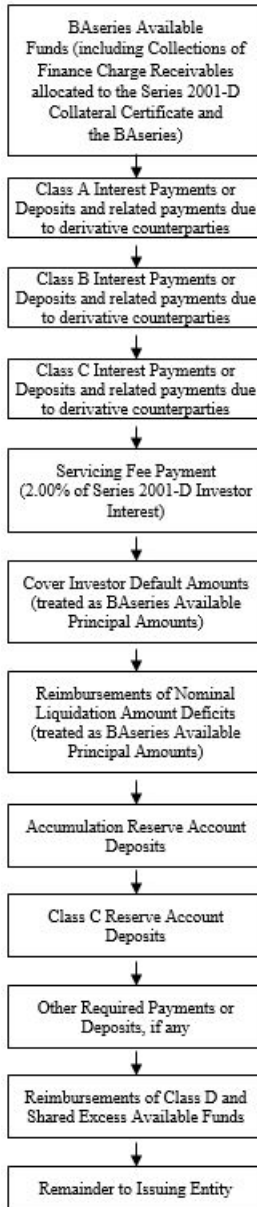 BAseries Available
Funds (including Collections of
Finance Charge Receivables
allocated to the Series 2001-D
Collateral Certificate and
the BAseries)
Class A Interest Payments or
Deposits and related payments due
to derivative counterparties
Class B Interest Payments or
Deposits and related payments due
to derivative counterparties
Class C Interest Payments or
Deposits and related payments due
to derivative counterparties
Servicing Fee Payment
(2.00% of Series 2001-D Investor
Interest)
Cover Investor Default Amounts
(treated as BAseries Available
Principal Amounts)
Reimbursements of Nominal
Liquidation Amount Deficits
(treated as BAseries Available
Principal Amounts)
Accumulation Reserve Account
Deposits
Class C Reserve Account
Deposits
Other Required Payments or
Deposits, if any
Reimbursements of Class D and
Shared Excess Available Funds
Remainder to Issuing Entity